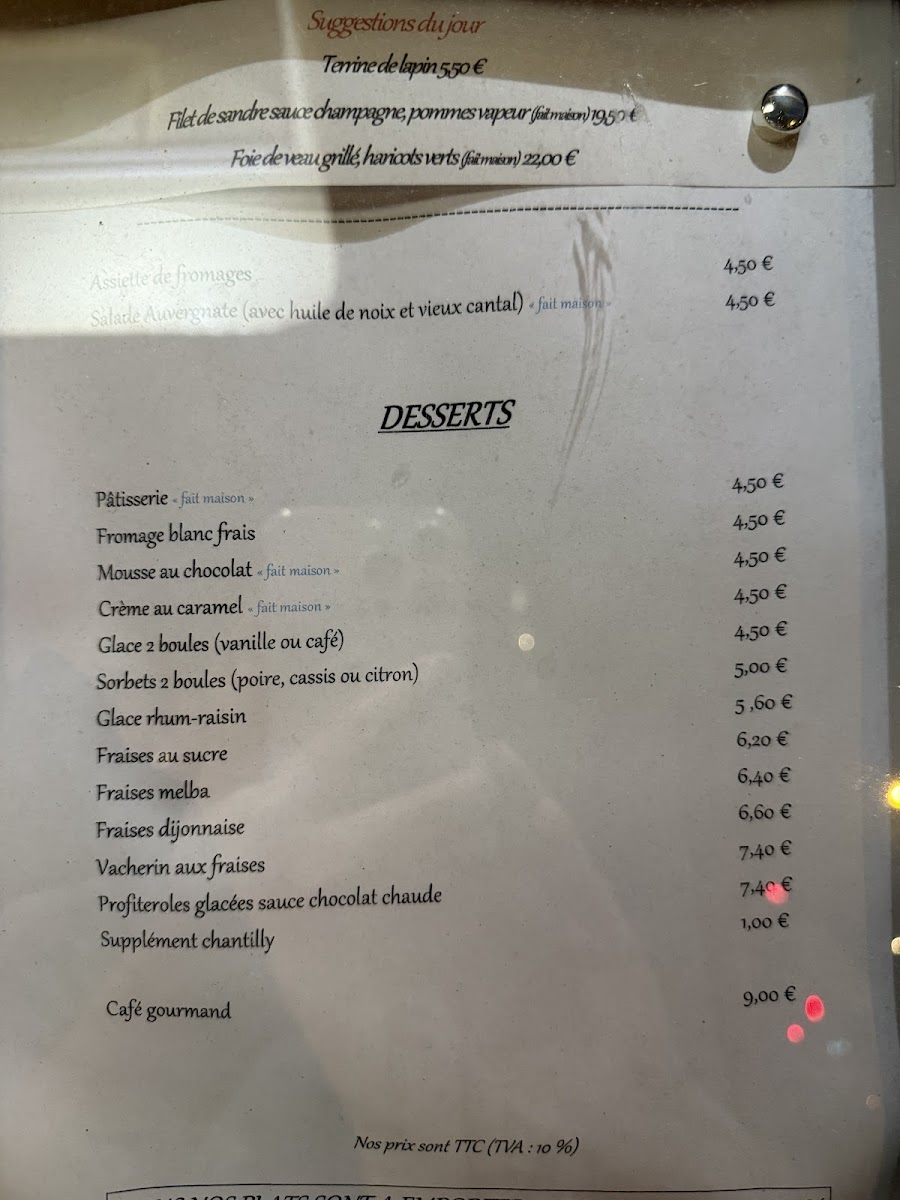 Suggestions du jour
Terrine de lapin 5,50 €
Filet de sandre sauce champagne, pommes vapeur (fait maison) 19,50 €
Foie de veau grillé, haricots verts (fait maison) 22,00 €
Assiette de fromages 4,50 €
Salade Auvergnate (avec huile de noix et vieux cantal) « fait maison » 4,50 €
DESSERTS
Pâtisserie « fait maison » 4,50 €
Fromage blanc frais 4,50 €
Mousse au chocolat « fait maison » 4,50 €
Crème au caramel « fait maison » 4,50 €
Glace 2 boules (vanille ou café) 4,50 €
Sorbets 2 boules (poire, cassis ou citron) 5,00 €
Glace rhum-raisin 5 ,60 €
Fraises au sucre 6,20 €
Fraises melba 6,40 €
Fraises dijonnaise 6,60 €
Vacherin aux fraises 7,40 €
Profiteroles glacées sauce chocolat chaude 7,40 €
Supplément chantilly 1,00 €
Café gourmand 9,00 €
Nos prix sont TTC (TVA : 10 %)